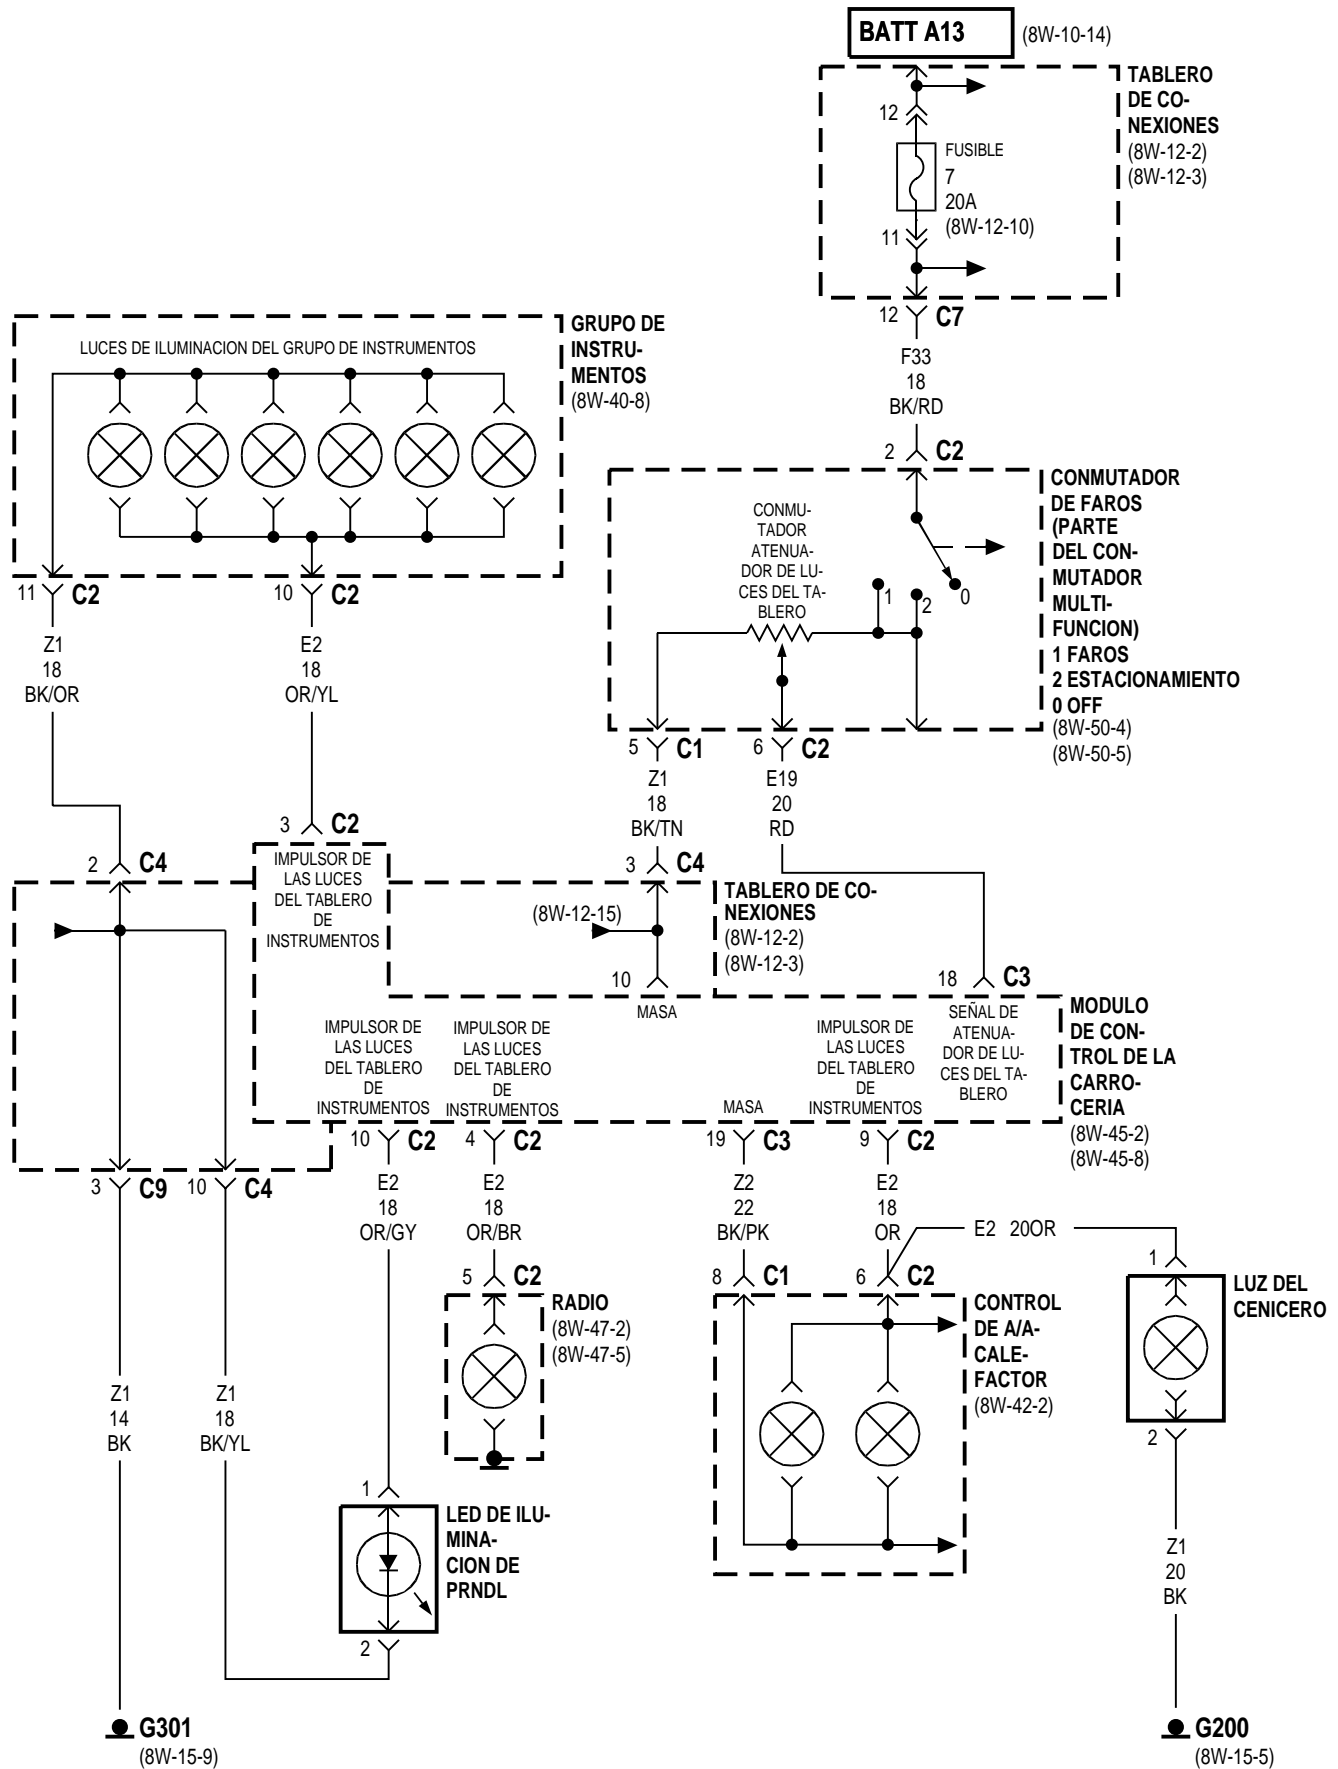 BATT A13
(8W-10-14)
TABLERO
DE CO-
NEXIONES
(8W-12-2)
(8W-12-3)
12
FUSIBLE
7
20A
(8W-12-10)
11
12
C7
F33
18
BK/RD
2
C2
GRUPO DE
INSTRU-
MENTOS
(8W-40-8)
LUCES DE ILUMINACION DEL GRUPO DE INSTRUMENTOS
11
C2
10
C2
Z1
18
BK/OR
E2
18
OR/YL
CONMUTADOR
DE FAROS
(PARTE
DEL CON-
MUTADOR
MULTI-
FUNCION)
1 FAROS
2 ESTACIONAMIENTO
0 OFF
(8W-50-4)
(8W-50-5)
CONMU-
TADOR
ATENUA-
DOR DE LU-
CES DEL TA-
BLERO
1
2
0
5
C1
6
C2
Z1
18
BK/TN
E19
20
RD
3
C2
2
C4
3
C4
IMPULSOR DE
LAS LUCES
DEL TABLERO
DE
INSTRUMENTOS
(8W-12-15)
TABLERO DE CO-
NEXIONES
(8W-12-2)
(8W-12-3)
10
MASA
18
C3
IMPULSOR DE
LAS LUCES
DEL TABLERO
DE
INSTRUMENTOS
IMPULSOR DE
LAS LUCES
DEL TABLERO
DE
INSTRUMENTOS
MASA
IMPULSOR DE
LAS LUCES
DEL TABLERO
DE
INSTRUMENTOS
SEÑAL DE
ATENUA-
DOR DE LU-
CES DEL TA-
BLERO
MODULO
DE CON-
TROL DE LA
CARRO-
CERIA
(8W-45-2)
(8W-45-8)
10
C2
4
C2
19
C3
9
C2
3
C9
10
C4
E2
18
OR/GY
E2
18
OR/BR
Z2
22
BK/PK
E2
18
OR
E2 20OR
5
C2
8
C1
6
C2
1
RADIO
(8W-47-2)
(8W-47-5)
CONTROL
DE A/A-
CALE-
FACTOR
(8W-42-2)
LUZ DEL
CENICERO
2
Z1
14
BK
Z1
18
BK/YL
1
LED DE ILU-
MINA-
CION DE
PRNDL
2
Z1
20
BK
G301
(8W-15-9)
G200
(8W-15-5)